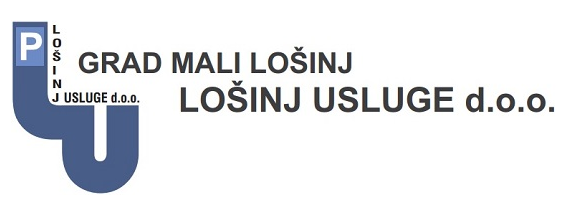 P
LOŠINJ
USLUGE d.o.o.
GRAD MALI LOŠINJ
LOŠINJ USLUGE d.o.o.